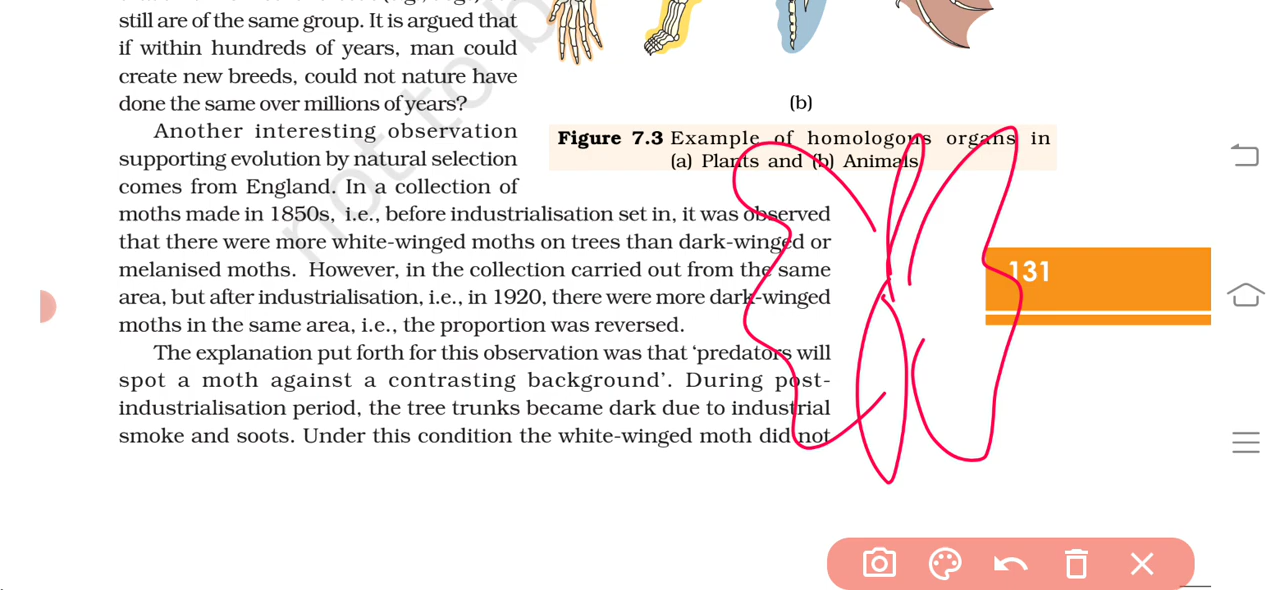 still are of the same group. It is argued that
if within hundreds of years, man could
create new breeds, could not nature have
done the same over millions of years?
(b)
Figure 7.3 Example of homologous organs in
(a) Plants and (b) Animals
Another interesting observation
supporting evolution by natural selection
comes from England. In a collection of
moths made in 1850s, i.e., before industrialisation set in, it was observed
that there were more white-winged moths on trees than dark-winged or
melanised moths. However, in the collection carried out from the same
area, but after industrialisation, i.e., in 1920, there were more dark-winged
moths in the same area, i.e., the proportion was reversed.
131
The explanation put forth for this observation was that ‘predators will
spot a moth against a contrasting background’. During post-
industrialisation period, the tree trunks became dark due to industrial
smoke and soots. Under this condition the white-winged moth did not
not to b